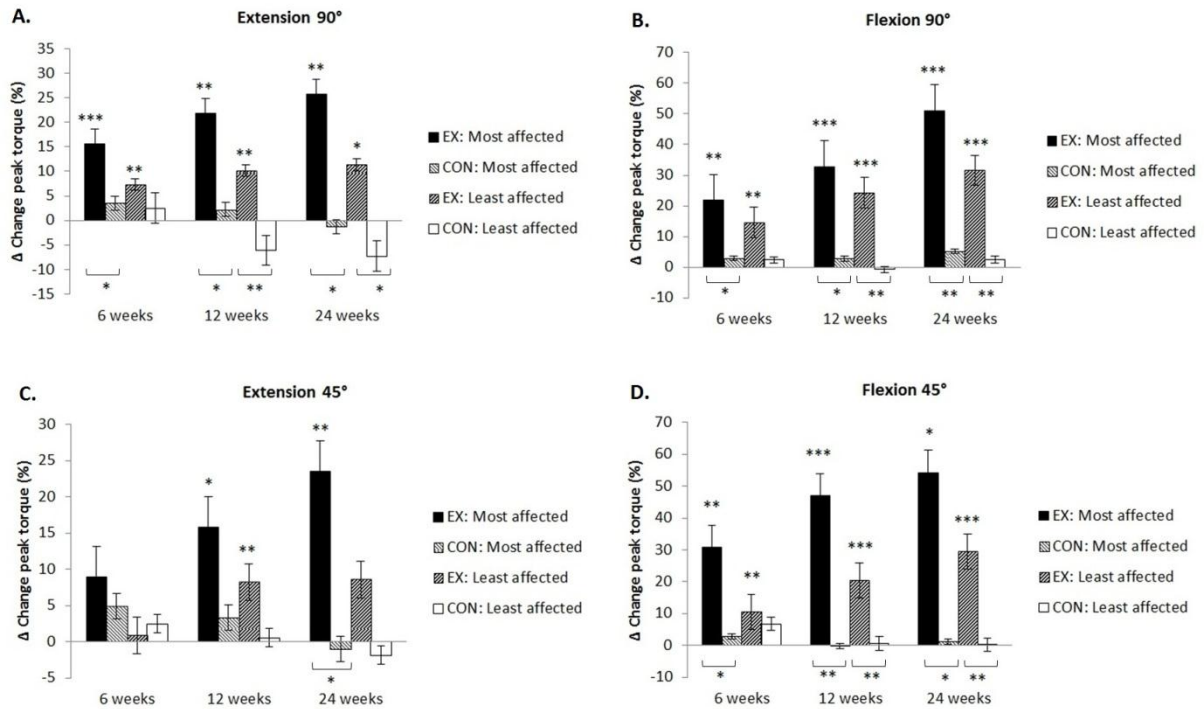 A.
Extension 90°
Δ Change peak torque (%)
35
30
25
20
15
10
5
0
-5
-10
-15
*** ** ** ** ** *
* * ** * *
6 weeks 12 weeks 24 weeks
EX: Most affected
CON: Most affected
EX: Least affected
CON: Least affected
B.
Flexion 90°
Δ Change peak torque (%)
70
60
50
40
30
20
10
0
-10
** ** *** *** *** ***
* * ** ** **
6 weeks 12 weeks 24 weeks
EX: Most affected
CON: Most affected
EX: Least affected
CON: Least affected
C.
Extension 45°
Δ Change peak torque (%)
30
25
20
15
10
5
0
-5
* ** **
*
6 weeks 12 weeks 24 weeks
EX: Most affected
CON: Most affected
EX: Least affected
CON: Least affected
D.
Flexion 45°
Δ Change peak torque (%)
70
60
50
40
30
20
10
0
-10
** ** *** *** * ***
* ** ** * **
6 weeks 12 weeks 24 weeks
EX: Most affected
CON: Most affected
EX: Least affected
CON: Least affected